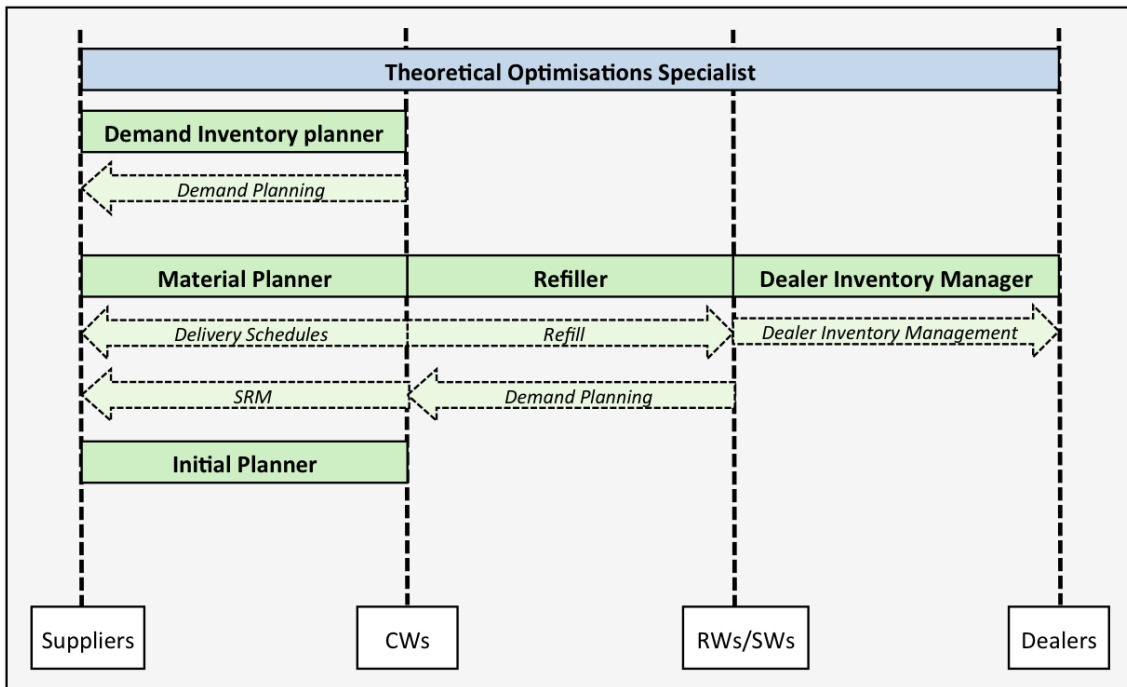 Theoretical Optimisations Specialist
Demand Inventory planner
Demand Planning
Material Planner
Refiller
Dealer Inventory Manager
Delivery Schedules
Refill
Dealer Inventory Management
SRM
Demand Planning
Initial Planner
Suppliers
CWs
RWs/SWs
Dealers